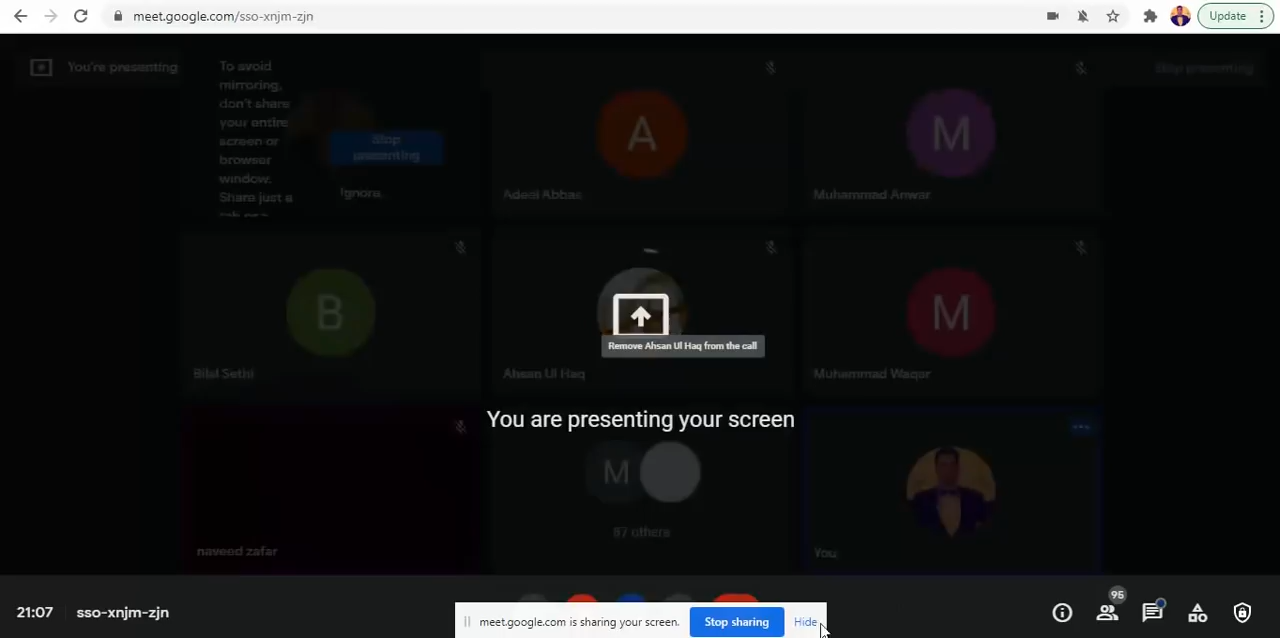 meet.google.com/sso-xnjm-zjn
Update
You're presenting
To avoid
mirroring,
don't share
your entire
screen or
browser
window.
Share just a
Stop
presenting
Ignore
Stop presenting
A
Adeel Abbas
M
Muhammad Anwar
B
Bilal Sethi
Remove Ahsan Ul Haq from the call
Ahsan Ul Haq
M
Muhammad Waqar
You are presenting your screen
naveed zafar
M
87 others
You
21:07
sso-xnjm-zjn
meet.google.com is sharing your screen.
Stop sharing
Hide
95